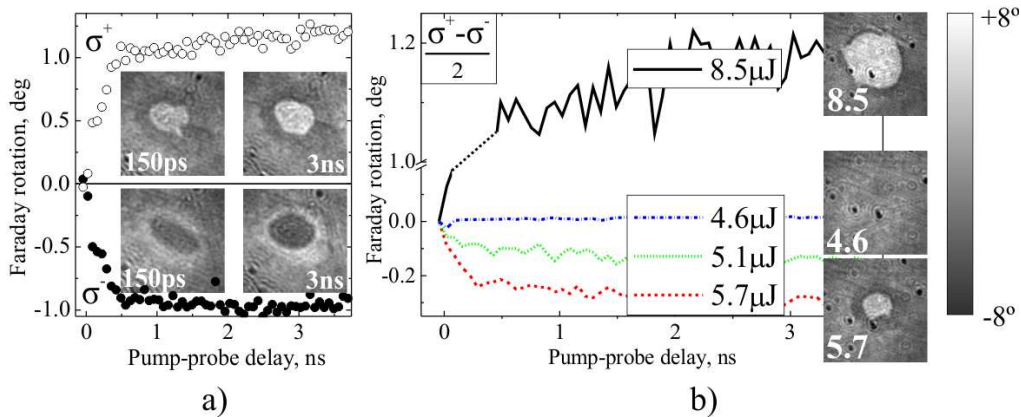 σ+
1.0
0.5
0.0
-0.5
-1.0
Faraday rotation, deg
150ps
3ns
150ps
3ns
σ-
0 1 2 3
Pump-probe delay, ns
a)
σ+-σ-
2
1.2
1.0
0.0
-0.2
Faraday rotation, deg
8.5μJ
4.6μJ
5.1μJ
5.7μJ
0 1 2 3
Pump-probe delay, ns
b)
8.5
4.6
5.7
+8º
-8º